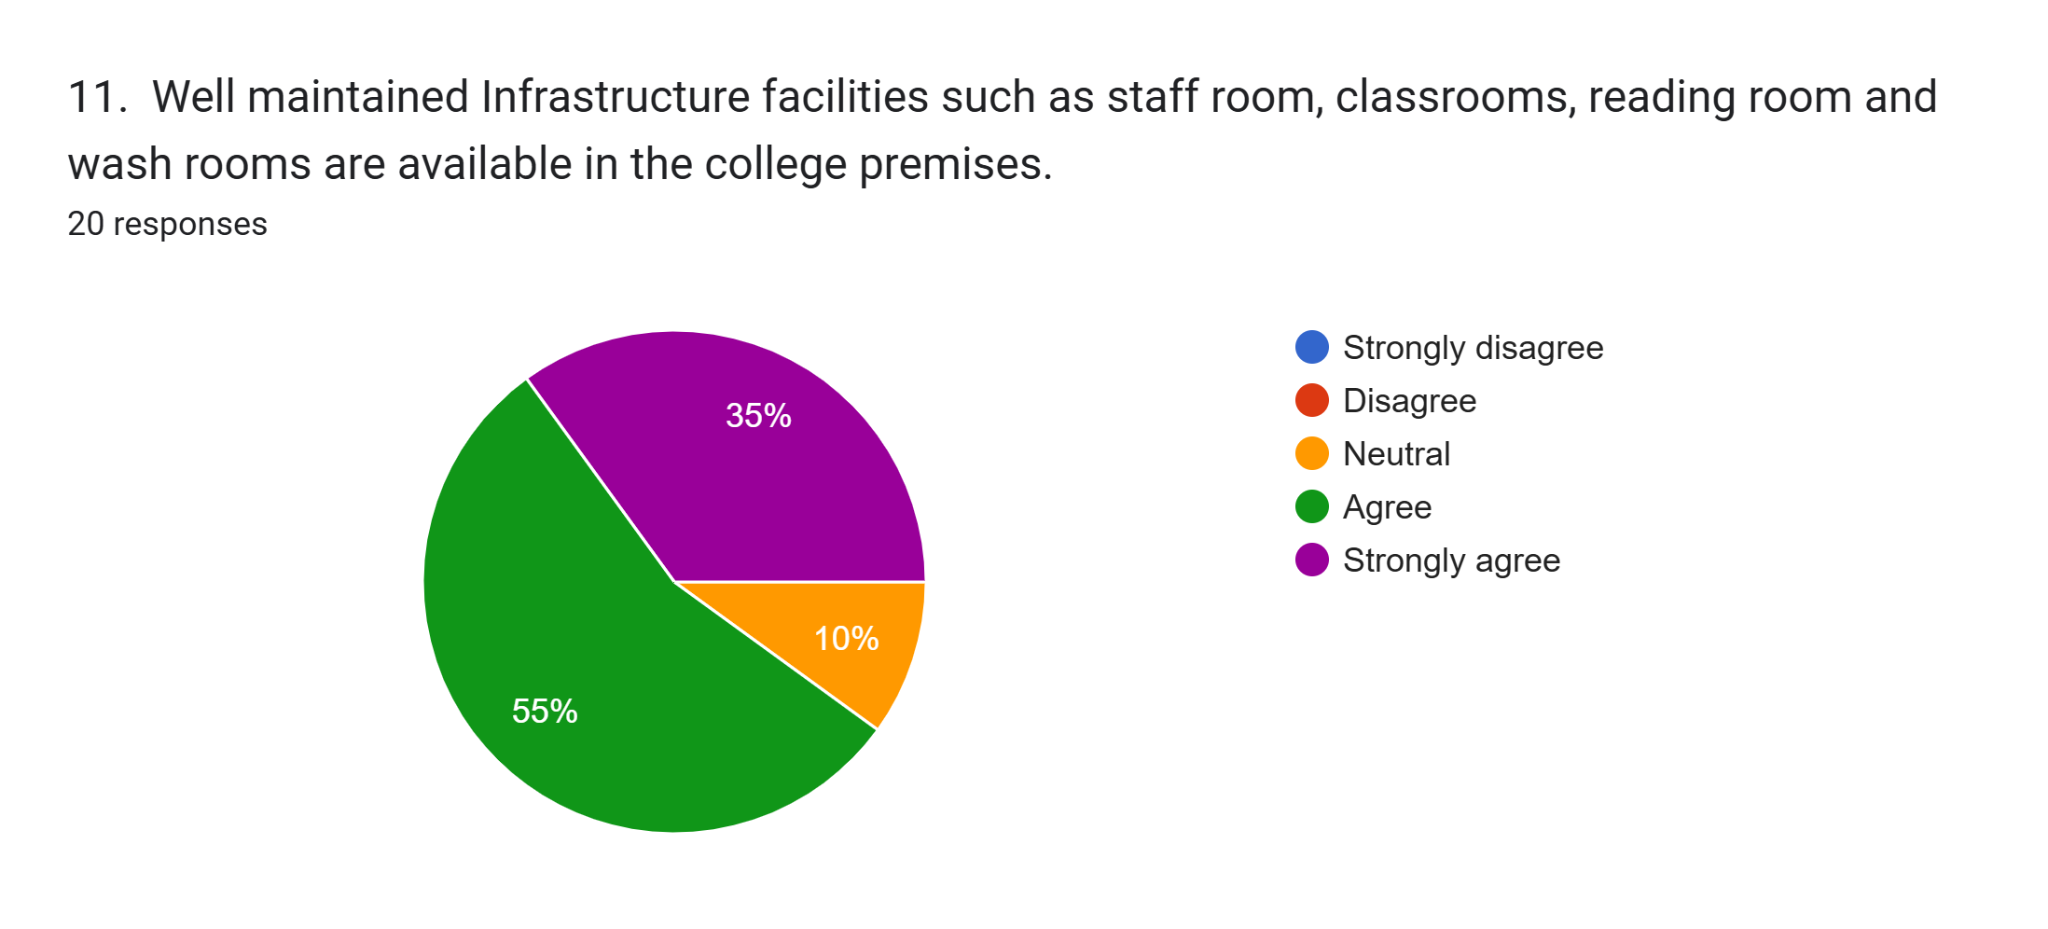 11.  Well maintained Infrastructure facilities such as staff room, classrooms, reading room and
wash rooms are available in the college premises.
20 responses
35%
10%
55%
Strongly disagree
Disagree
Neutral
Agree
Strongly agree